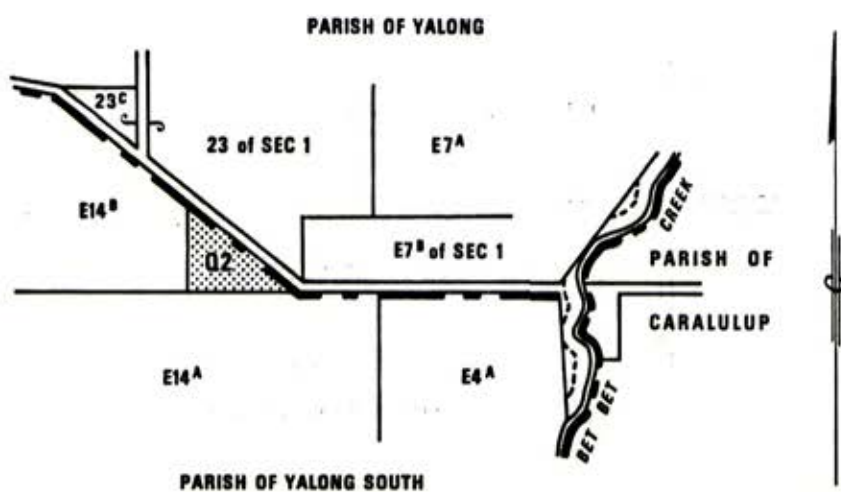 PARISH OF YALONG
23ᶜ
23 of SEC 1
E7ᴬ
E14ᴮ
Q2
E7ᴮ of SEC 1
CREEK
PARISH OF
CARALULUP
E14ᴬ
E4ᴬ
BET BET
PARISH OF YALONG SOUTH